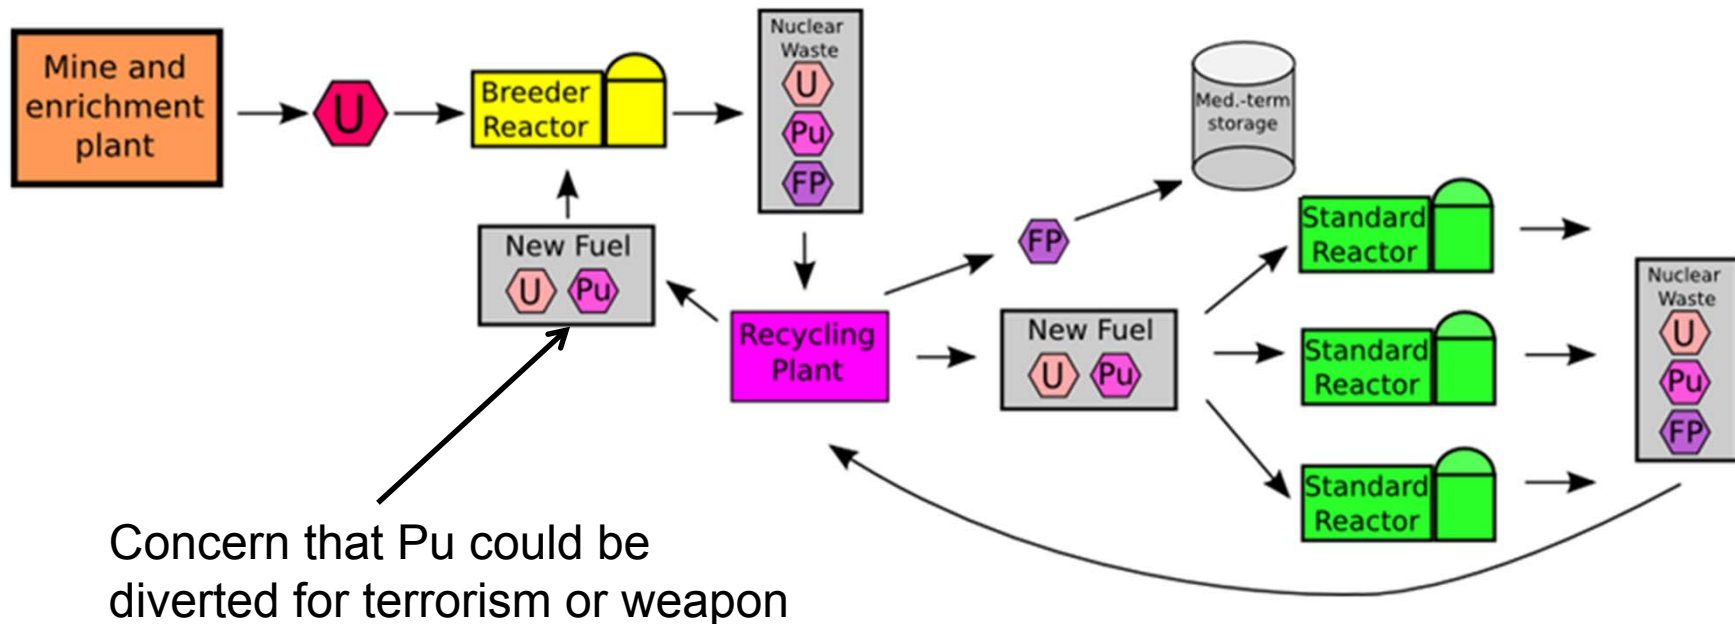 Mine and
enrichment
plant
U
Breeder
Reactor
Nuclear
Waste
U
Pu
FP
New Fuel
U Pu
Recycling
Plant
FP
Med.-term
storage
New Fuel
U Pu
Standard
Reactor
Standard
Reactor
Standard
Reactor
Nuclear
Waste
U
Pu
FP
Concern that Pu could be
diverted for terrorism or weapon